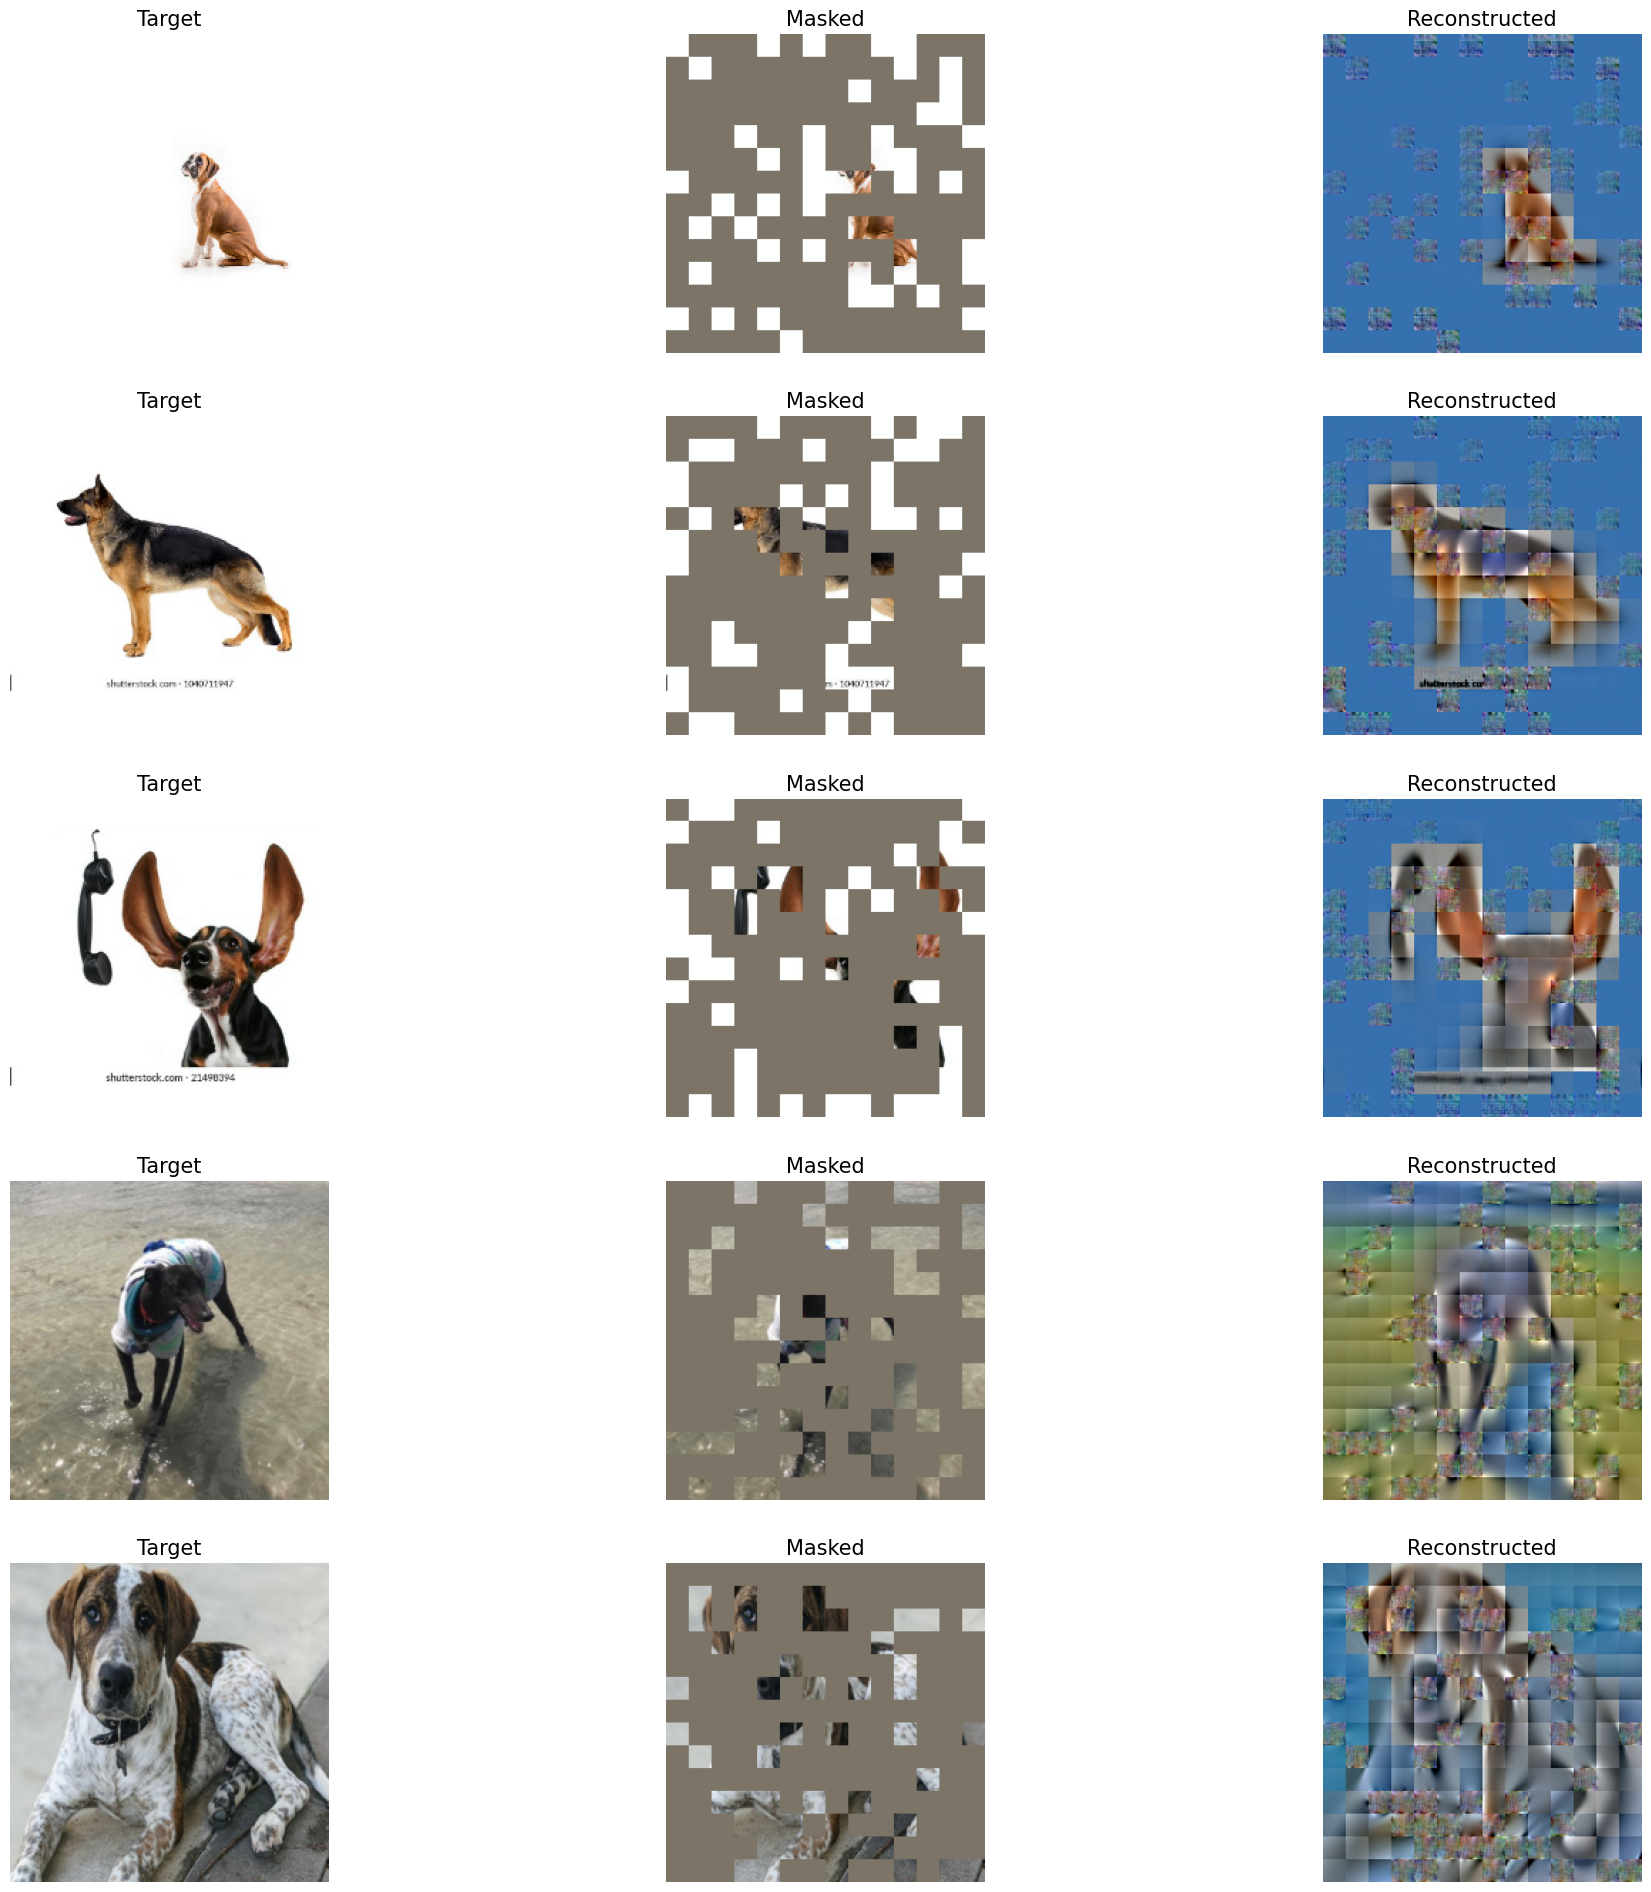 Target Masked Reconstructed
Target Masked Reconstructed
shutterstock.com · 1040711947
m · 1040711947
shutterstock co
Target Masked Reconstructed
shutterstock.com · 21498394
Target Masked Reconstructed
Target Masked Reconstructed